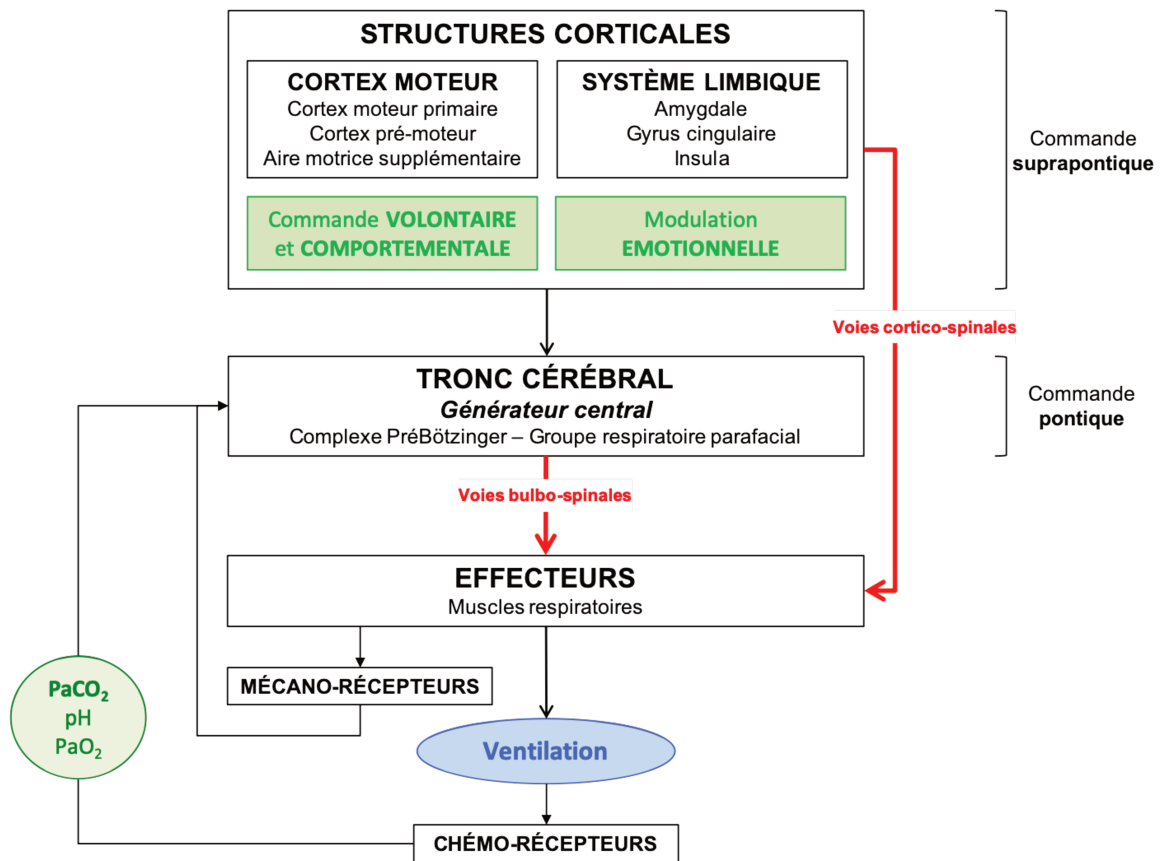 STRUCTURES CORTICALES
CORTEX MOTEUR
Cortex moteur primaire
Cortex pré-moteur
Aire motrice supplémentaire
SYSTÈME LIMBIQUE
Amygdale
Gyrus cingulaire
Insula
Commande VOLONTAIRE
et COMPORTEMENTALE
Modulation
EMOTIONNELLE
Commande
suprapontique
Voies cortico-spinales
TRONC CÉRÉBRAL
Générateur central
Complexe PréBötzinger – Groupe respiratoire parafacial
Commande
pontique
Voies bulbo-spinales
EFFECTEURS
Muscles respiratoires
MÉCANO-RÉCEPTEURS
PaCO₂
pH
PaO₂
Ventilation
CHÉMO-RÉCEPTEURS